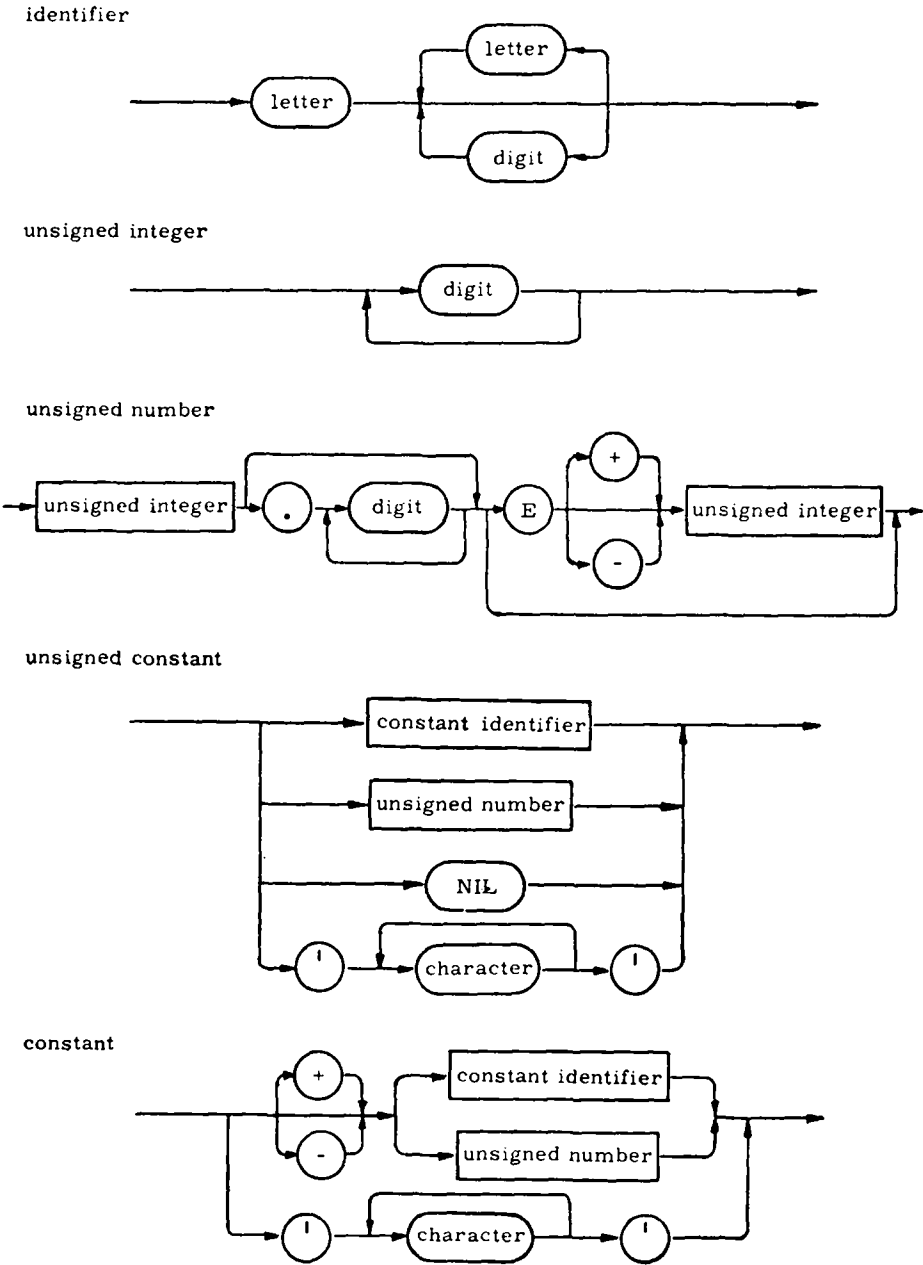 identifier
letter
letter
digit
unsigned integer
digit
unsigned number
+
unsigned integer . digit E unsigned integer
-
unsigned constant
constant identifier
unsigned number
NIL
' character '
constant
+ constant identifier
- unsigned number
' character '